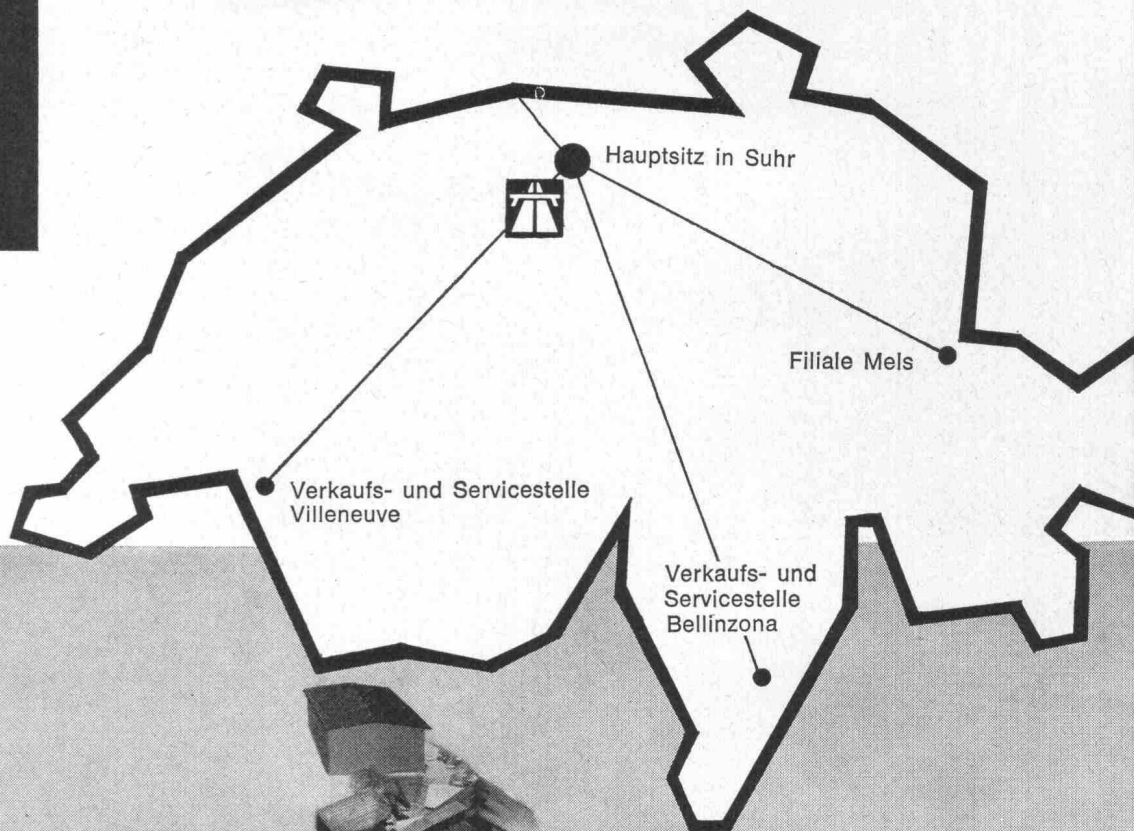 Hauptsitz in Suhr
Filiale Mels
Verkaufs- und Servicestelle
Villeneuve
Verkaufs- und
Servicestelle
Bellinzona